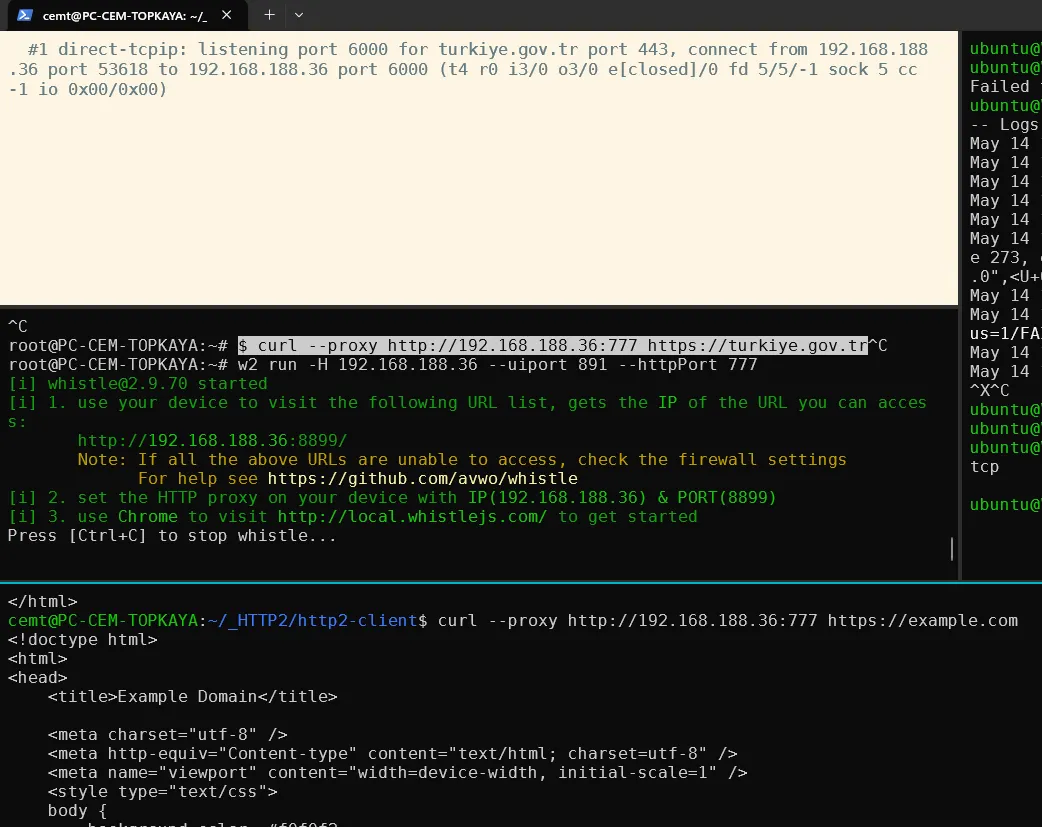 cemt@PC-CEM-TOPKAYA: ~/_
#1 direct-tcpip: listening port 6000 for turkiye.gov.tr port 443, connect from 192.168.188
.36 port 53618 to 192.168.188.36 port 6000 (t4 r0 i3/0 o3/0 e[closed]/0 fd 5/5/-1 sock 5 cc
-1 io 0x00/0x00)
^C
root@PC-CEM-TOPKAYA:~# $ curl --proxy http://192.168.188.36:777 https://turkiye.gov.tr^C
root@PC-CEM-TOPKAYA:~# w2 run -H 192.168.188.36 --uiport 891 --httpPort 777
[i] whistle@2.9.70 started
[i] 1. use your device to visit the following URL list, gets the IP of the URL you can acces
s:
http://192.168.188.36:8899/
Note: If all the above URLs are unable to access, check the firewall settings
For help see https://github.com/avwo/whistle
[i] 2. set the HTTP proxy on your device with IP(192.168.188.36) & PORT(8899)
[i] 3. use Chrome to visit http://local.whistlejs.com/ to get started
Press [Ctrl+C] to stop whistle...
ubuntu@
ubuntu@
Failed
ubuntu@
-- Logs
May 14
May 14
May 14
May 14
May 14
May 14
e 273,
.0",<U+
May 14
May 14
us=1/FA
May 14
May 14
^X^C
ubuntu@
ubuntu@
ubuntu@
tcp
ubuntu@
</html>
cemt@PC-CEM-TOPKAYA:~/_HTTP2/http2-client$ curl --proxy http://192.168.188.36:777 https://example.com
<!doctype html>
<html>
<head>
<title>Example Domain</title>
<meta charset="utf-8" />
<meta http-equiv="Content-type" content="text/html; charset=utf-8" />
<meta name="viewport" content="width=device-width, initial-scale=1" />
<style type="text/css">
body {